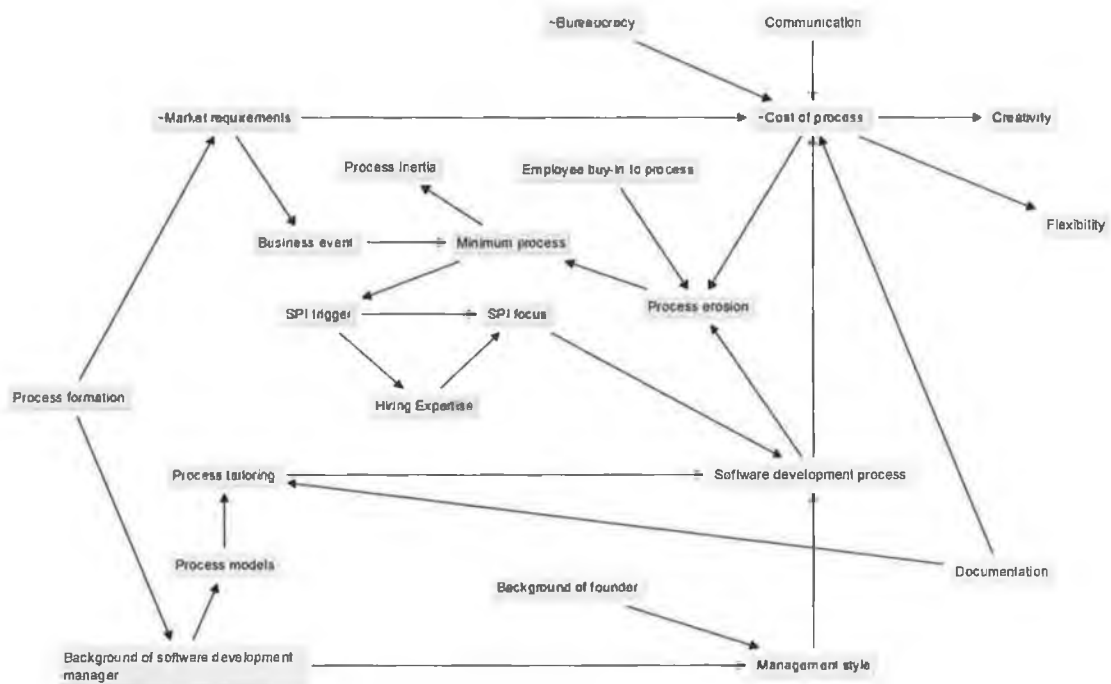 ~Bureaucracy
Communication
~Market requirements
~Cost of process
Creativity
Process inertia
Employee buy-in to process
Flexibility
Business event
Minimum process
Process erosion
SPI trigger
SPI focus
Process formation
Hiring Expertise
Process tailoring
Software development process
Process models
Documentation
Background of founder
Background of software development
manager
Management style